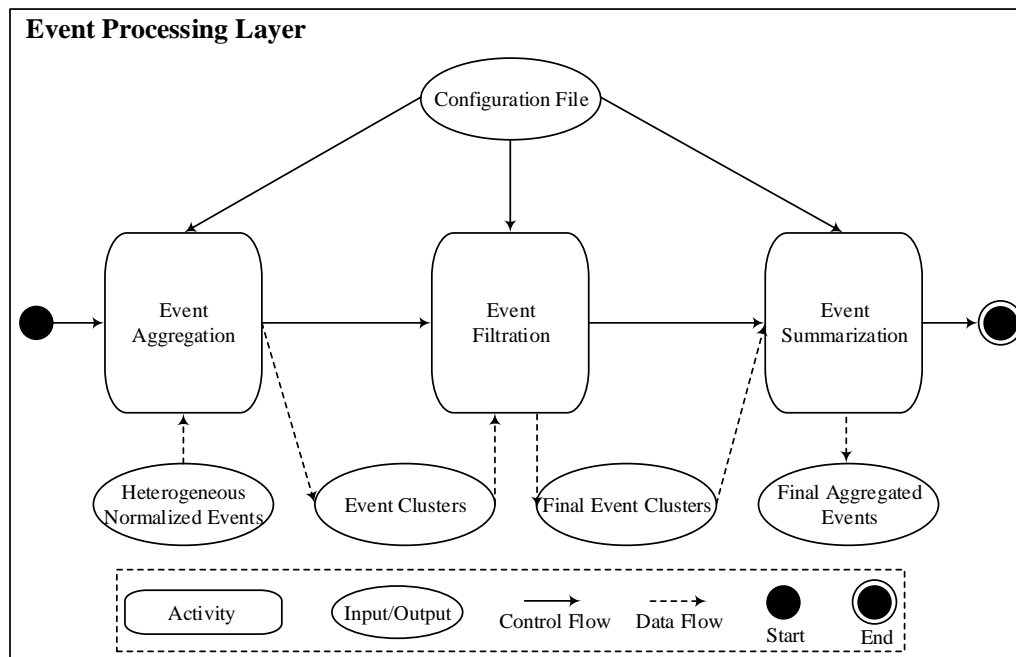 Event Processing Layer
Configuration File
Event
Aggregation
Event
Filtration
Event
Summarization
Heterogeneous
Normalized Events
Event Clusters
Final Event Clusters
Final Aggregated
Events
Activity
Input/Output
Control Flow
Data Flow
Start
End